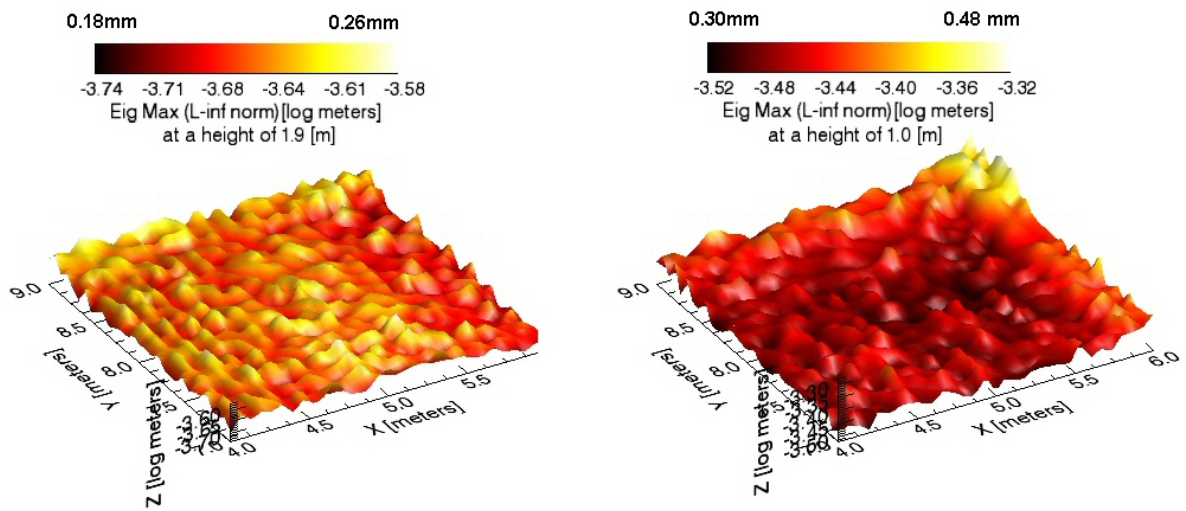 0.18mm 0.26mm
-3.74 -3.71 -3.68 -3.64 -3.61 -3.58
Eig Max (L-inf norm)[log meters]
at a height of 1.9 [m]
9.0
8.5
8.0
Y [meters]
5.5
5.0
4.5
4.0
X [meters]
-3.60
Z [log meters]
0.30mm 0.48 mm
-3.52 -3.48 -3.44 -3.40 -3.36 -3.32
Eig Max (L-inf norm)[log meters]
at a height of 1.0 [m]
9.0
8.5
8.0
Y [meters]
6.0
5.5
5.0
4.5
4.0
X [meters]
Z [log meters]